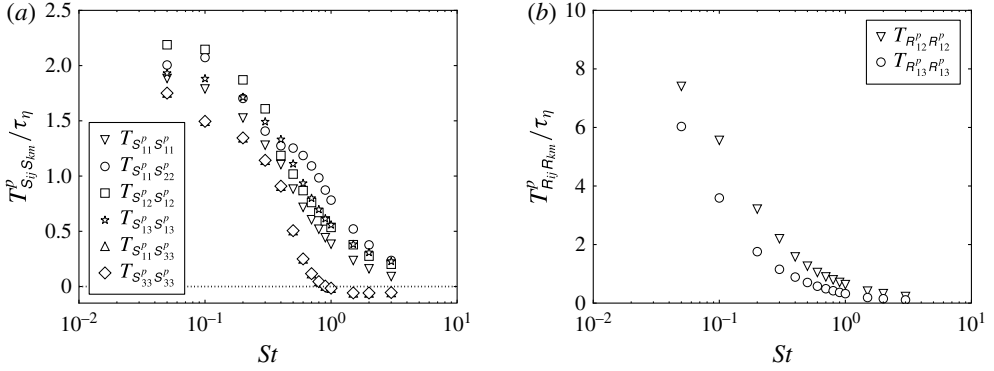 (a)
2.5
2.0
1.5
1.0
0.5
0
T^p_{S_{ij}S_{km}}/τ_η
T_{S^p_{11}S^p_{11}}
T_{S^p_{11}S^p_{22}}
T_{S^p_{12}S^p_{12}}
T_{S^p_{13}S^p_{13}}
T_{S^p_{11}S^p_{33}}
T_{S^p_{33}S^p_{33}}
10^{−2} 10^{−1} 10^0 10^1
St
(b)
10
8
6
4
2
0
T^p_{R_{ij}R_{km}}/τ_η
T_{R^p_{12}R^p_{12}}
T_{R^p_{13}R^p_{13}}
10^{−2} 10^{−1} 10^0 10^1
St